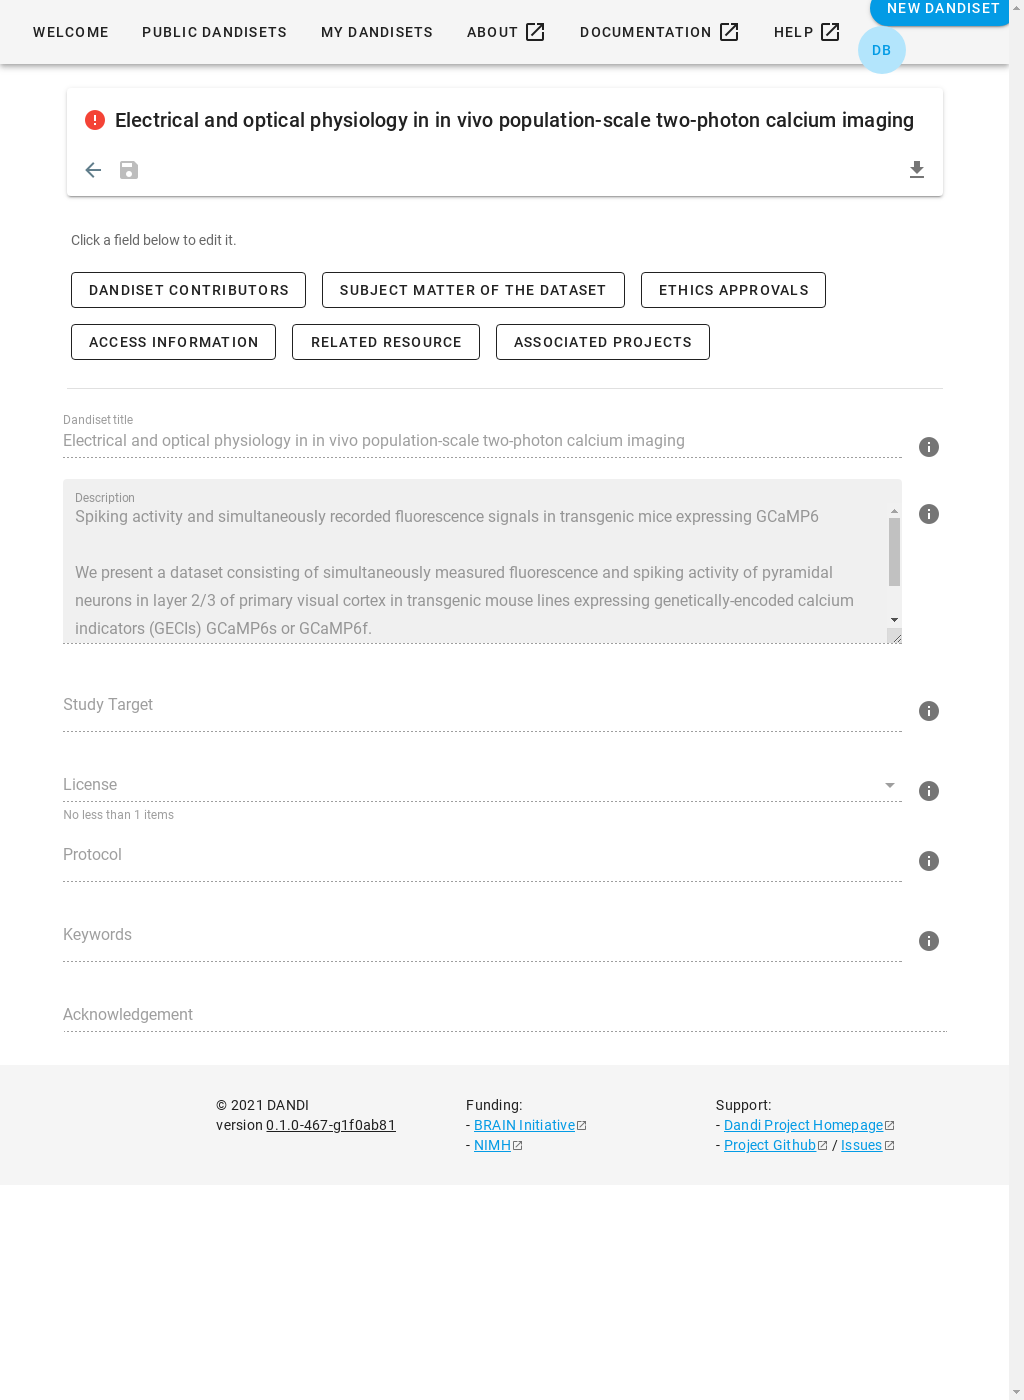 WELCOME PUBLIC DANDISETS MY DANDISETS ABOUT DOCUMENTATION HELP NEW DANDISET
DB
Electrical and optical physiology in in vivo population-scale two-photon calcium imaging
Click a field below to edit it.
DANDISET CONTRIBUTORS SUBJECT MATTER OF THE DATASET ETHICS APPROVALS
ACCESS INFORMATION RELATED RESOURCE ASSOCIATED PROJECTS
Dandiset title
Electrical and optical physiology in in vivo population-scale two-photon calcium imaging
Description
Spiking activity and simultaneously recorded fluorescence signals in transgenic mice expressing GCaMP6
We present a dataset consisting of simultaneously measured fluorescence and spiking activity of pyramidal
neurons in layer 2/3 of primary visual cortex in transgenic mouse lines expressing genetically-encoded calcium
indicators (GECIs) GCaMP6s or GCaMP6f.
Study Target
License
No less than 1 items
Protocol
Keywords
Acknowledgement
© 2021 DANDI
version 0.1.0-467-g1f0ab81
Funding:
- BRAIN Initiative
- NIMH
Support:
- Dandi Project Homepage
- Project Github / Issues